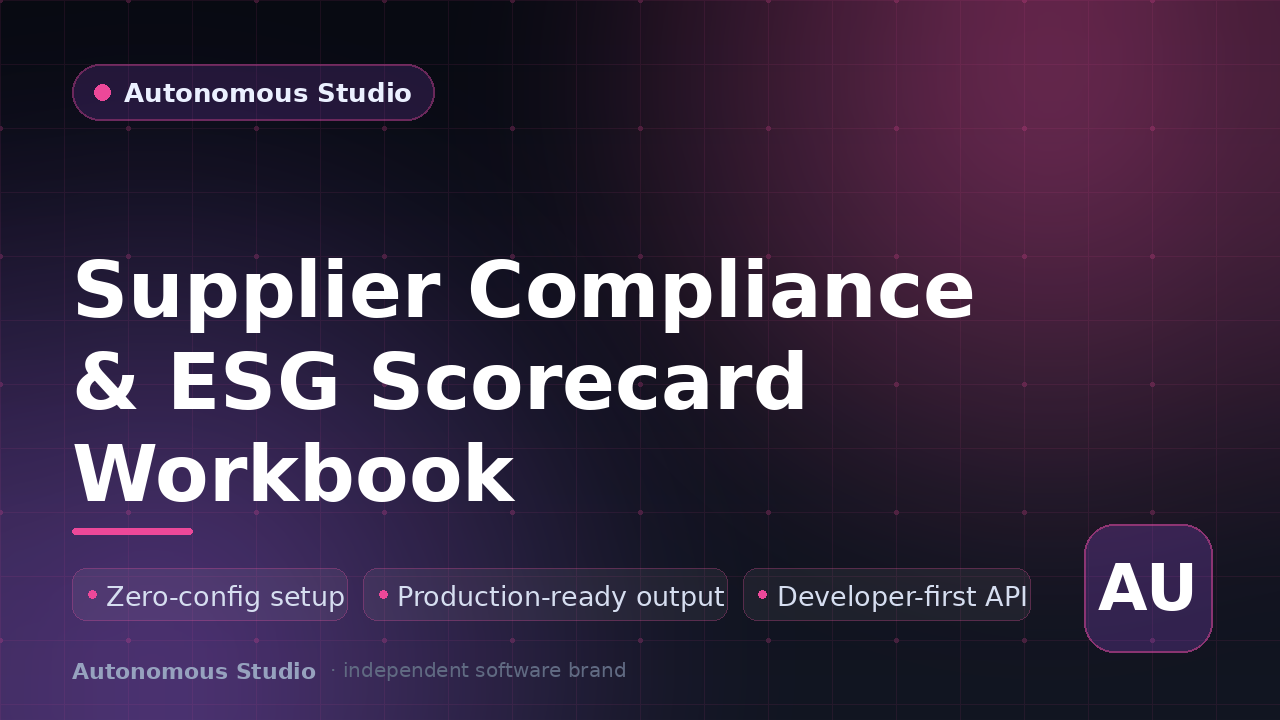 Autonomous Studio
Supplier Compliance
& ESG Scorecard
Workbook
Zero-config setup
Production-ready output
Developer-first API
AU
Autonomous Studio · independent software brand